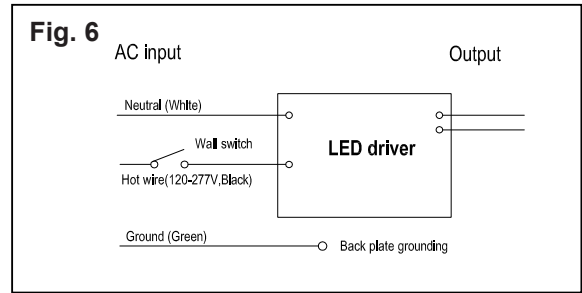 Fig. 6
AC input
Output
Neutral (White)
Wall switch
LED driver
Hot wire(120-277V,Black)
Ground (Green)
Back plate grounding